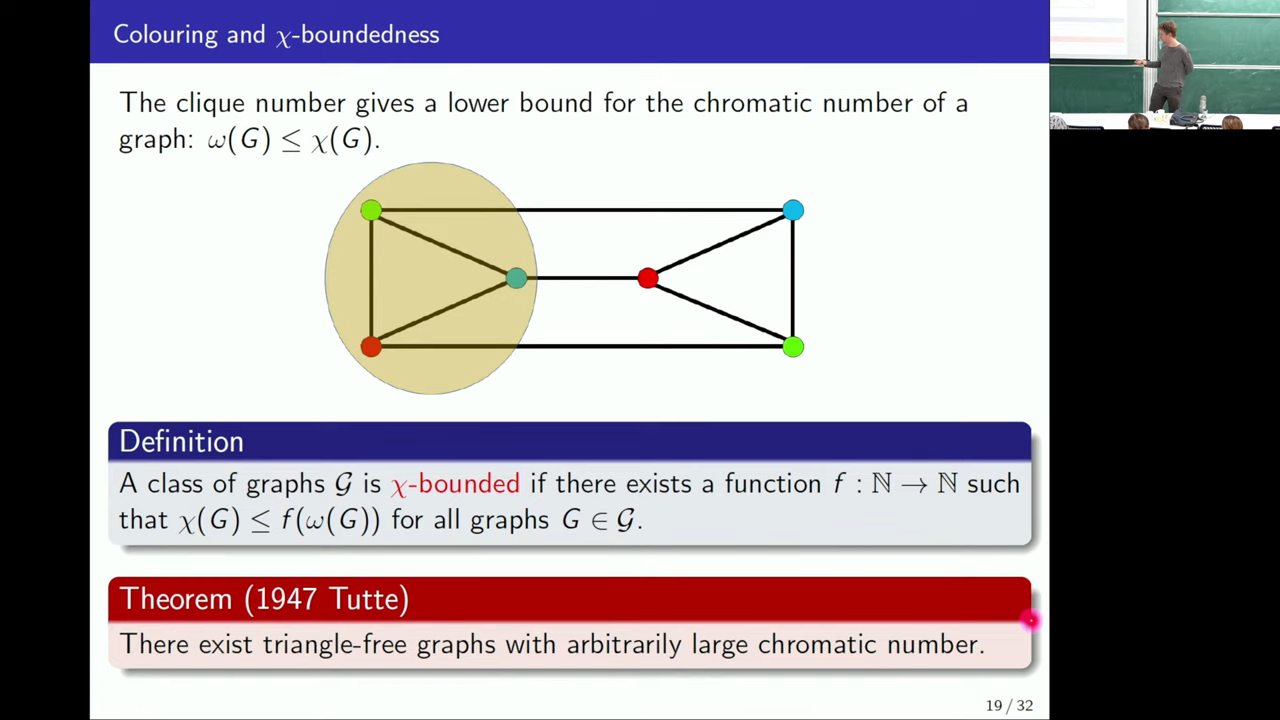 Colouring and χ-boundedness
The clique number gives a lower bound for the chromatic number of a
graph: ω(G) ≤ χ(G).
Definition
A class of graphs 𝒢 is χ-bounded if there exists a function f : ℕ → ℕ such
that χ(G) ≤ f(ω(G)) for all graphs G ∈ 𝒢.
Theorem (1947 Tutte)
There exist triangle-free graphs with arbitrarily large chromatic number.
19 / 32